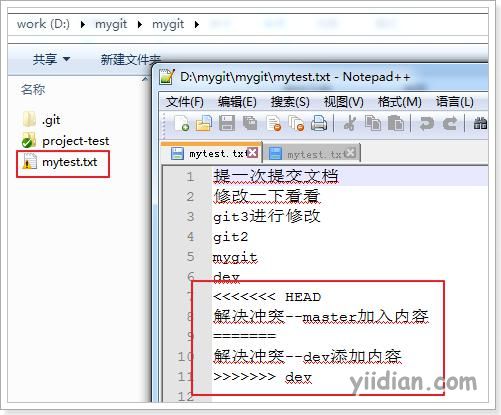 work (D:) ▸ mygit ▸ mygit ▸
共享 ▾ 新建文件夹
名称
.git
project-test
mytest.txt
D:\mygit\mygit\mytest.txt - Notepad++
文件(F) 编辑(E) 搜索(S) 视图(V) 格式(M) 语言(L)
mytest.txt mytest.txt
1 提一次提交文档
2 修改一下看看
3 git3进行修改
4 git2
5 mygit
6 dev
7 <<<<<<< HEAD
8 解决冲突--master加入内容
9 =======
10 解决冲突--dev添加内容
11 >>>>>>> dev
yiidian.com